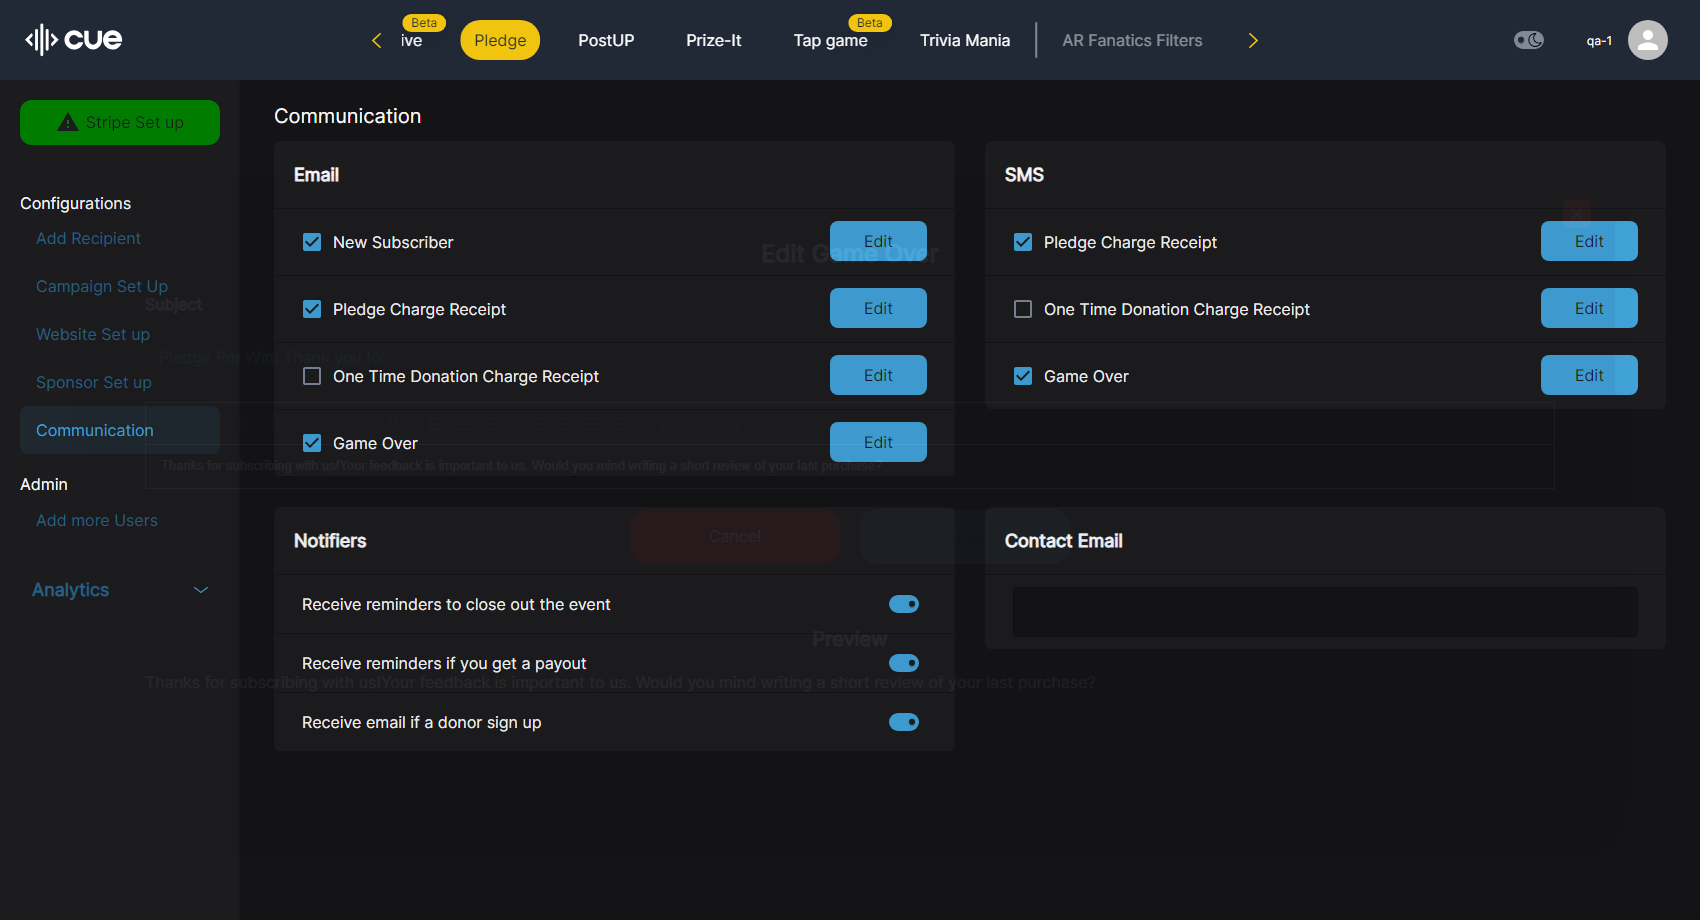 cue
Beta
ive
Pledge
PostUP
Prize-It
Beta
Tap game
Trivia Mania
AR Fanatics Filters
qa-1
Stripe Set up
Configurations
Add Recipient
Campaign Set Up
Website Set up
Sponsor Set up
Communication
Admin
Add more Users
Analytics
Communication
Email
New Subscriber
Edit
Pledge Charge Receipt
Edit
One Time Donation Charge Receipt
Edit
Game Over
Edit
SMS
Pledge Charge Receipt
Edit
One Time Donation Charge Receipt
Edit
Game Over
Edit
Notifiers
Receive reminders to close out the event
Receive reminders if you get a payout
Receive email if a donor sign up
Contact Email
Edit Game Over
Subject
Pledge Per Win, Thank you for
Thanks for subscribing with us!Your feedback is important to us. Would you mind writing a short review of your last purchase?
Cancel
Preview
Thanks for subscribing with us!Your feedback is important to us. Would you mind writing a short review of your last purchase?